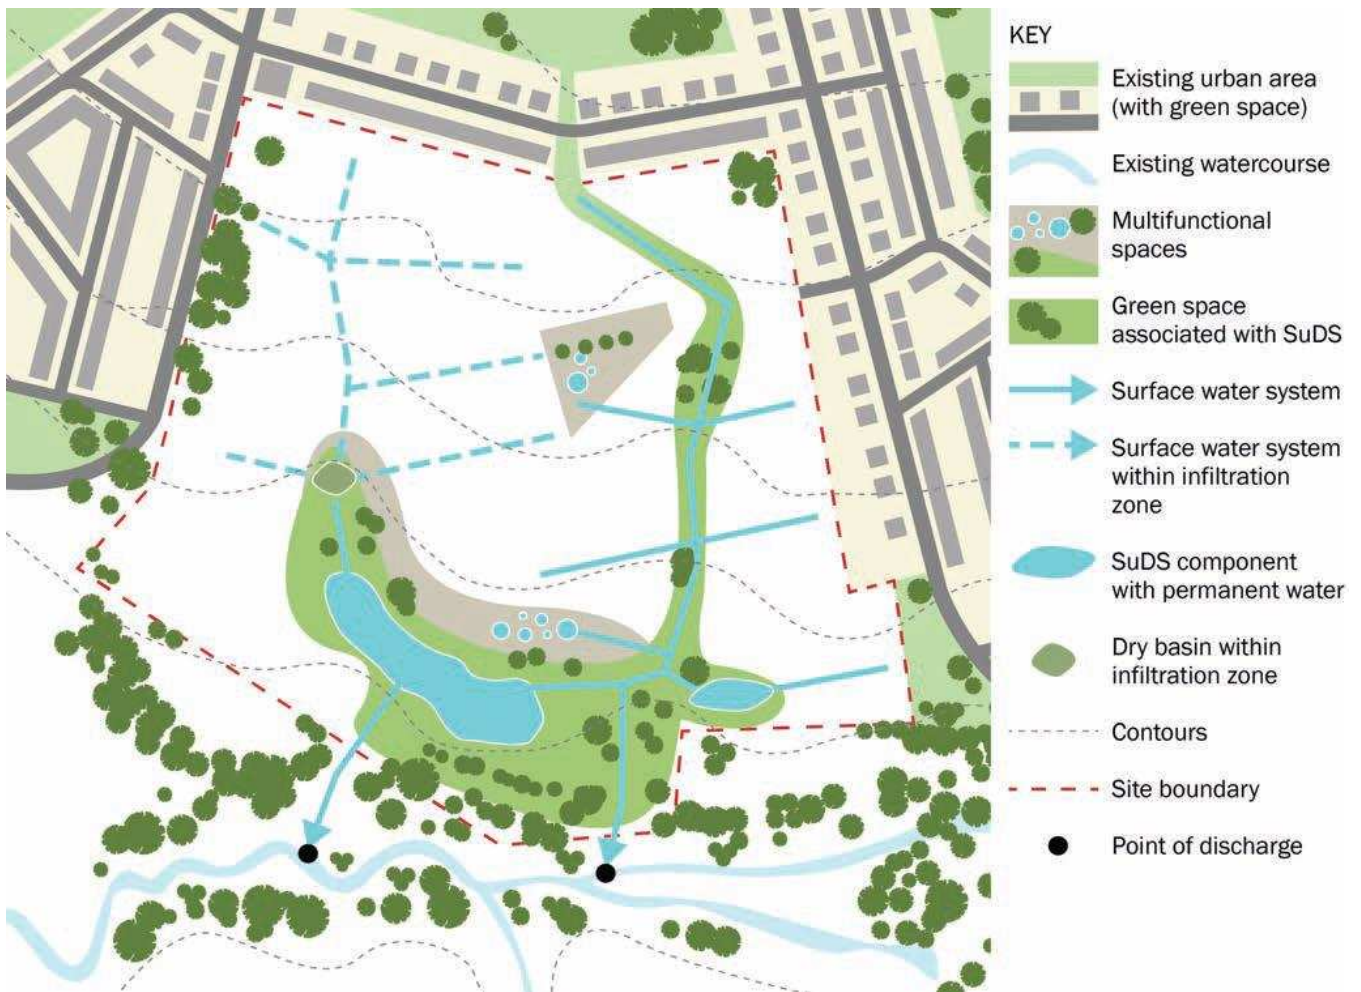 KEY
Existing urban area
(with green space)
Existing watercourse
Multifunctional
spaces
Green space
associated with SuDS
Surface water system
Surface water system
within infiltration
zone
SuDS component
with permanent water
Dry basin within
infiltration zone
Contours
Site boundary
Point of discharge